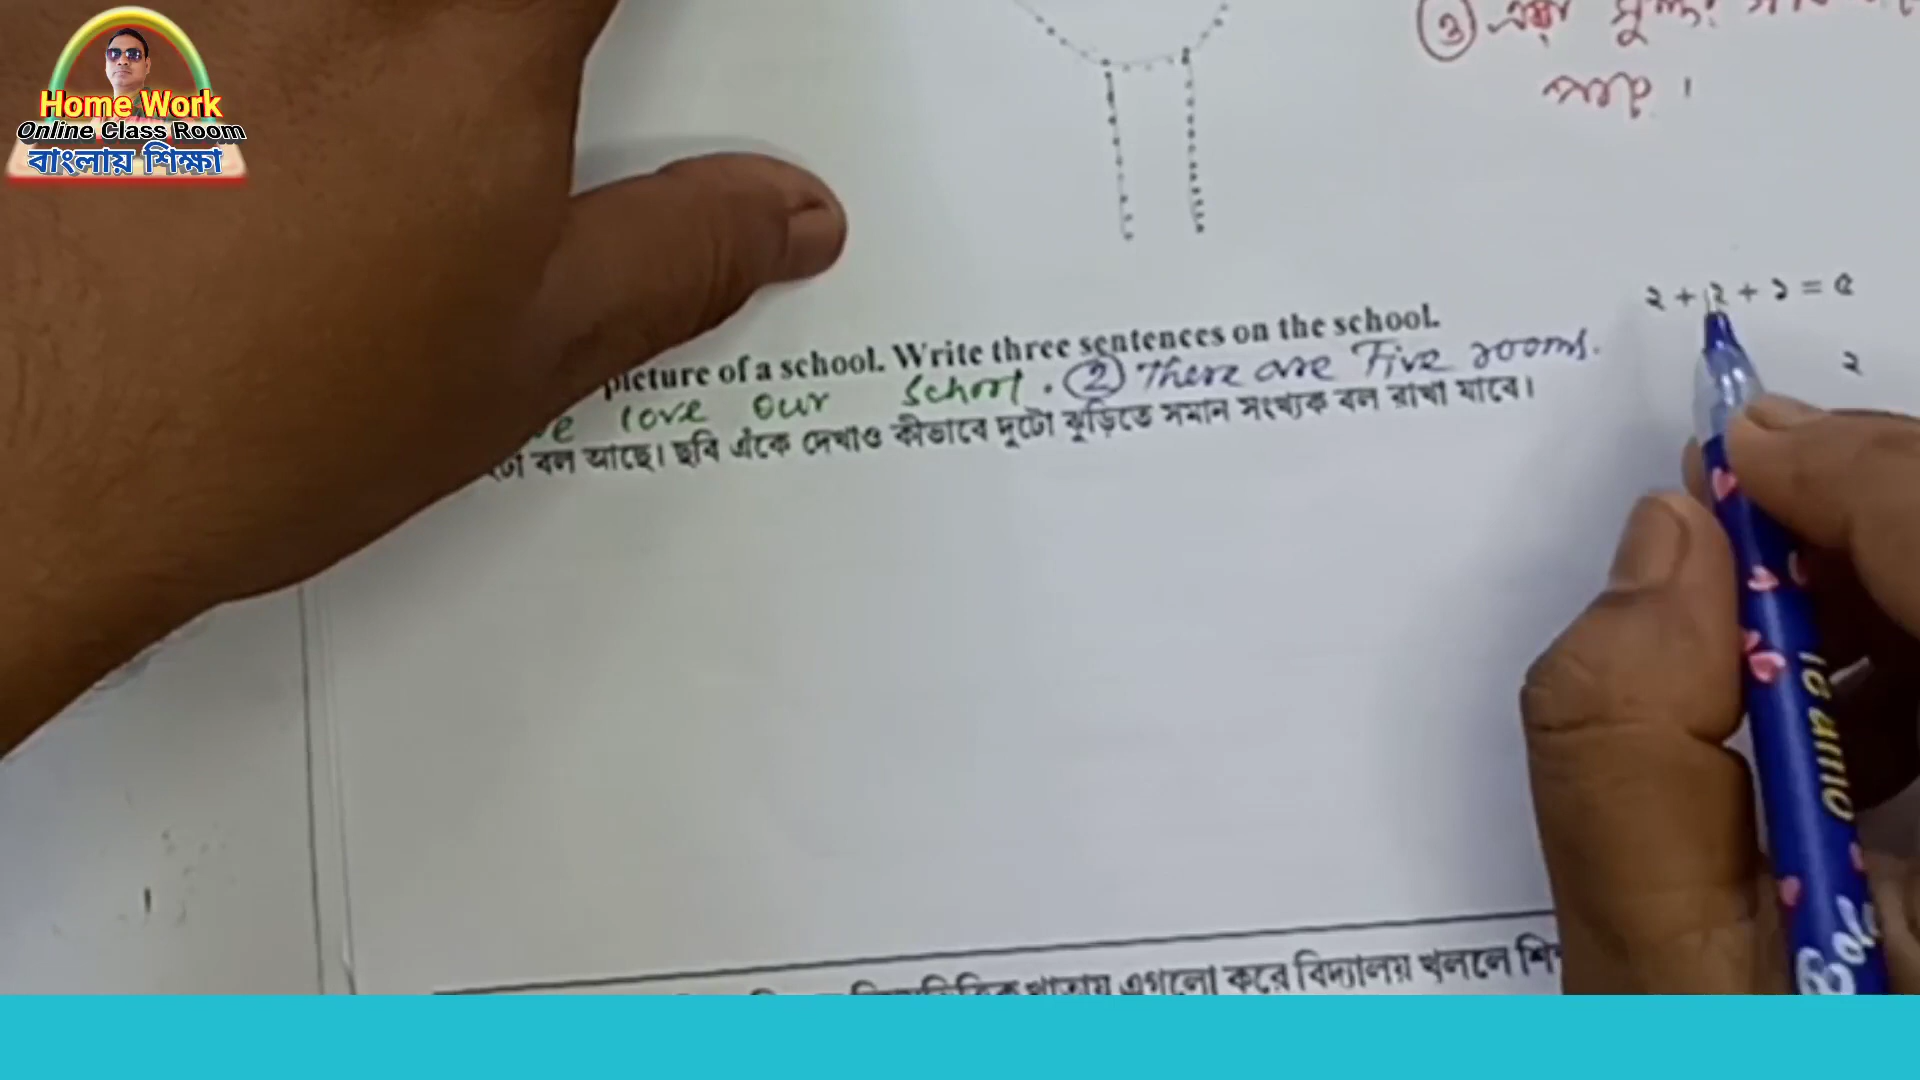 Home Work
Online Class Room
বাংলায় শিক্ষা
৩
২ + ২ + ১ = ৫
২
picture of a school. Write three sentences on the school.
love our school. ② There are Five rooms.
বল আছে। ছবি এঁকে দেখাও কীভাবে দুটো ঝুড়িতে সমান সংখ্যক বল রাখা যাবে।
খাতায় এগুলো করে বিদ্যালয় খুললে